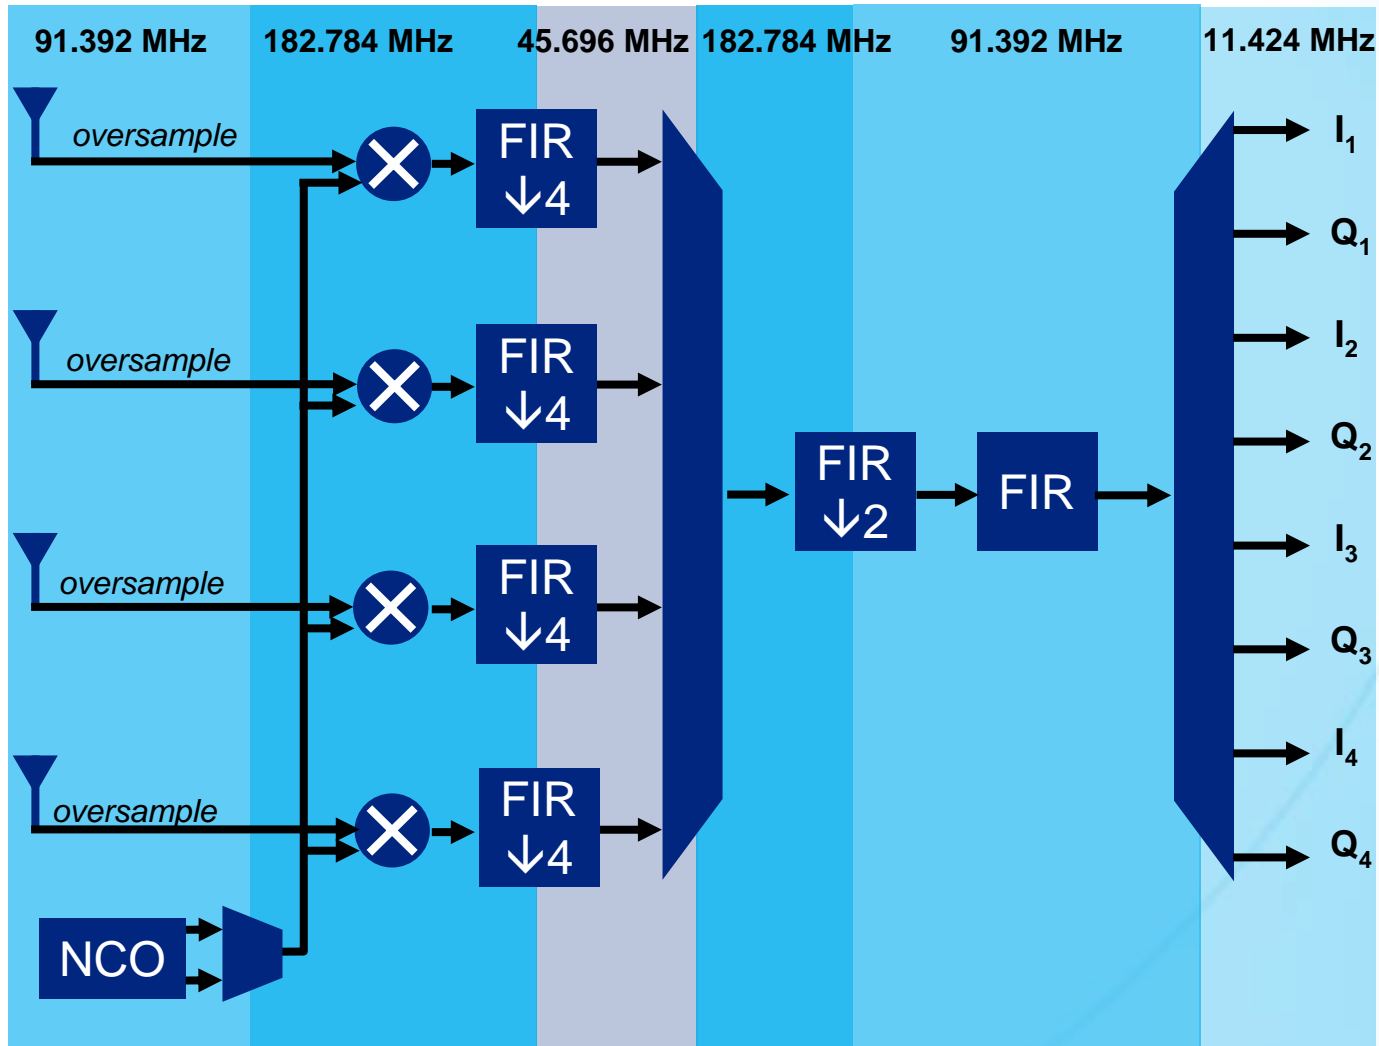 91.392 MHz 182.784 MHz 45.696 MHz 182.784 MHz 91.392 MHz 11.424 MHz
oversample
FIR
↓4
I1
Q1
oversample
FIR
↓4
I2
Q2
FIR
↓2
FIR
oversample
FIR
↓4
I3
Q3
oversample
FIR
↓4
I4
Q4
NCO